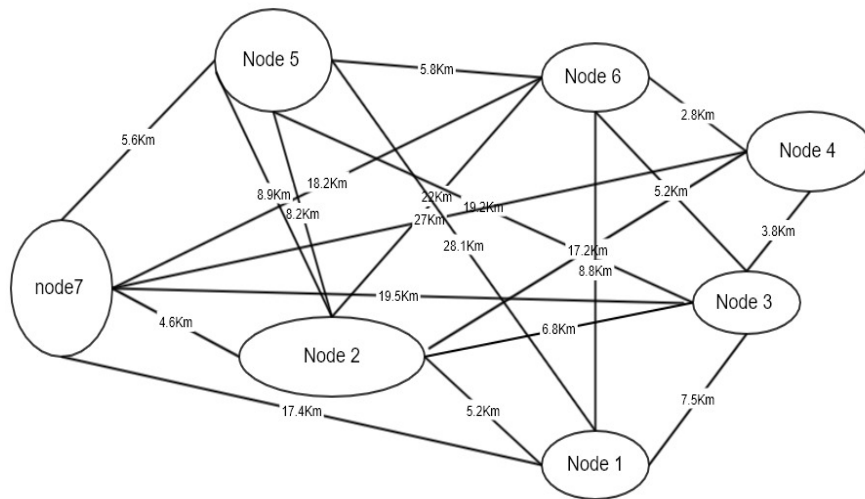 Node 5
5.8Km
Node 6
2.8Km
Node 4
5.6Km
8.9Km
18.2Km
8.2Km
22Km
19.2Km
27Km
5.2Km
28.1Km
17.2Km
8.8Km
3.8Km
node7
19.5Km
Node 3
4.6Km
Node 2
6.8Km
17.4Km
5.2Km
7.5Km
Node 1